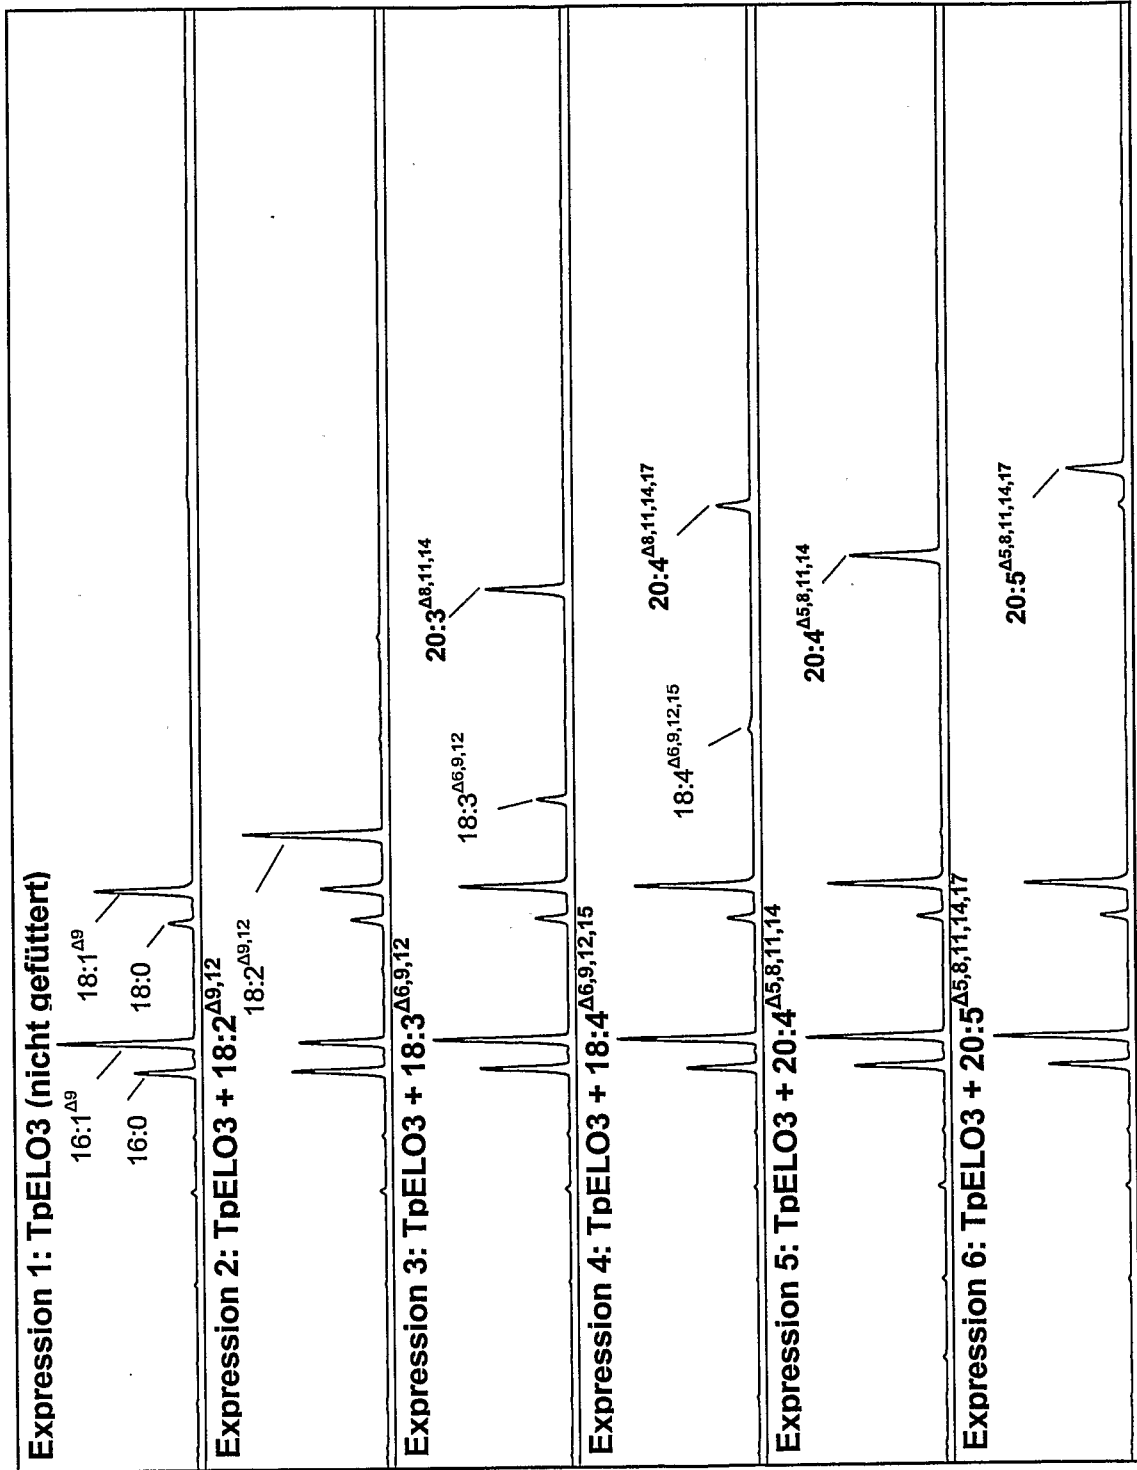 Expression 1: TpELO3 (nicht gefüttert)
16:1Δ9
16:0
18:1Δ9
18:0
Expression 2: TpELO3 + 18:2Δ9,12
18:2Δ9,12
Expression 3: TpELO3 + 18:3Δ6,9,12
18:3Δ6,9,12
20:3Δ8,11,14
Expression 4: TpELO3 + 18:4Δ6,9,12,15
18:4Δ6,9,12,15
20:4Δ8,11,14,17
Expression 5: TpELO3 + 20:4Δ5,8,11,14
20:4Δ5,8,11,14
Expression 6: TpELO3 + 20:5Δ5,8,11,14,17
20:5Δ5,8,11,14,17